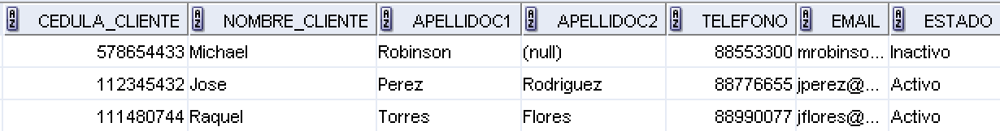 CEDULA_CLIENTE NOMBRE_CLIENTE APELLIDOC1 APELLIDOC2 TELEFONO EMAIL ESTADO
578654433 Michael Robinson (null) 88553300 mrobinso... Inactivo
112345432 Jose Perez Rodriguez 88776655 jperez@... Activo
111480744 Raquel Torres Flores 88990077 jflores@... Activo